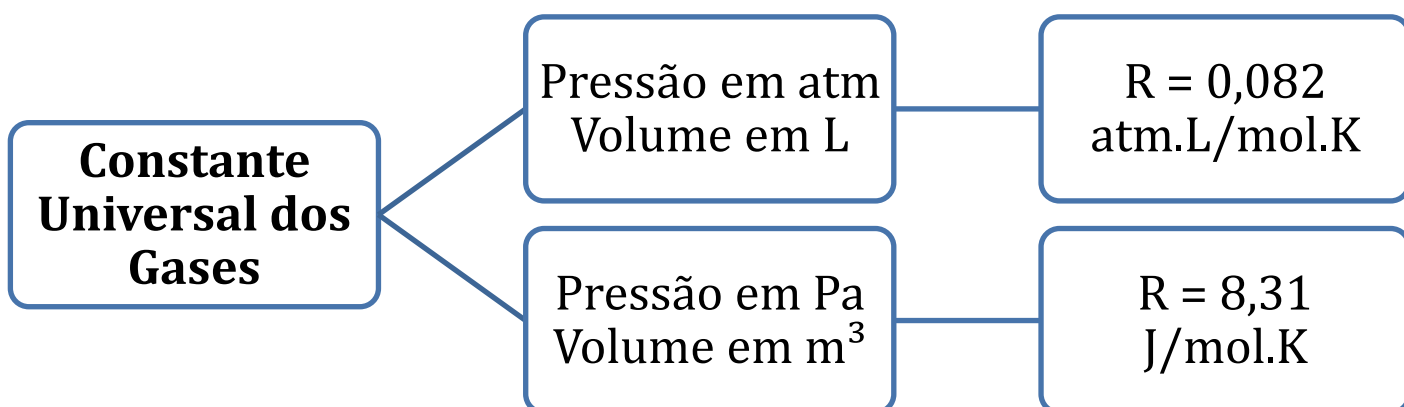 Constante
Universal dos
Gases
Pressão em atm
Volume em L
R = 0,082
atm.L/mol.K
Pressão em Pa
Volume em m³
R = 8,31
J/mol.K